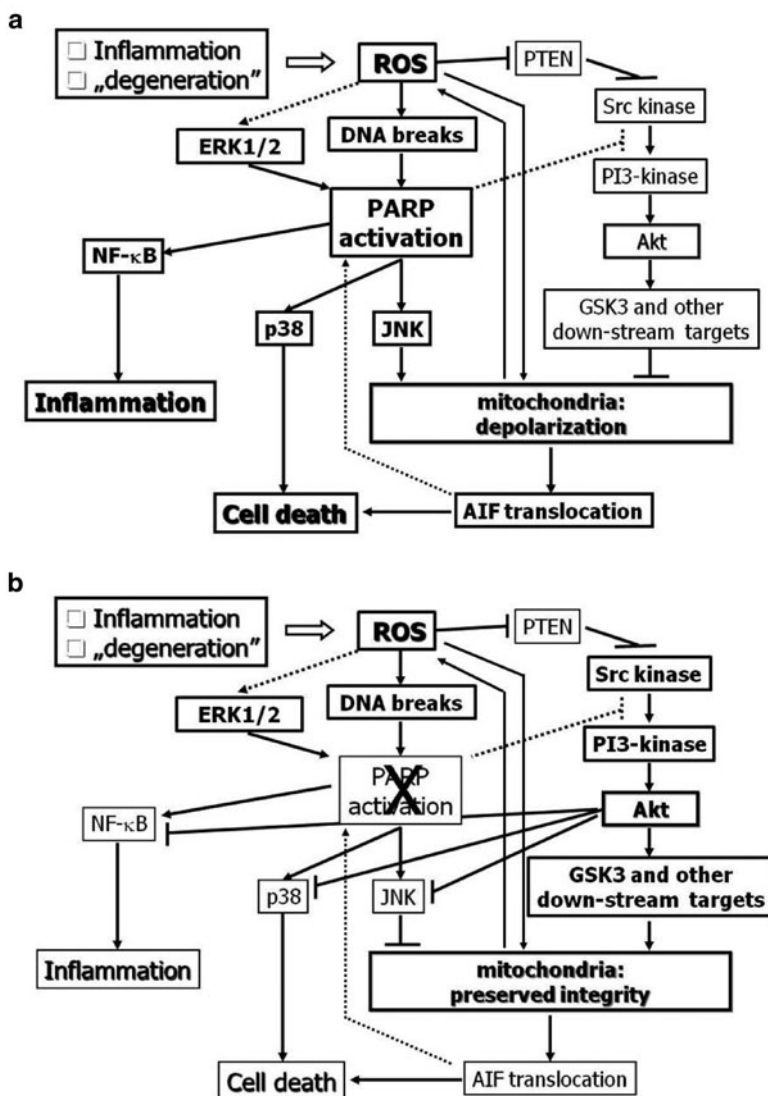 a
❑ Inflammation
❑ „degeneration”
ROS
PTEN
Src kinase
ERK1/2
DNA breaks
PI3-kinase
PARP
activation
NF-κB
Akt
p38
JNK
GSK3 and other
down-stream targets
Inflammation
mitochondria:
depolarization
Cell death
AIF translocation
b
❑ Inflammation
❑ „degeneration”
ROS
PTEN
Src kinase
ERK1/2
DNA breaks
PI3-kinase
PARP
activation
X
NF-κB
Akt
p38
JNK
GSK3 and other
down-stream targets
Inflammation
mitochondria:
preserved integrity
Cell death
AIF translocation